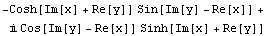 -Cosh[Im[x] + Re[y]] Sin[Im[y] - Re[x]] +
ⅈ Cos[Im[y] - Re[x]] Sinh[Im[x] + Re[y]]